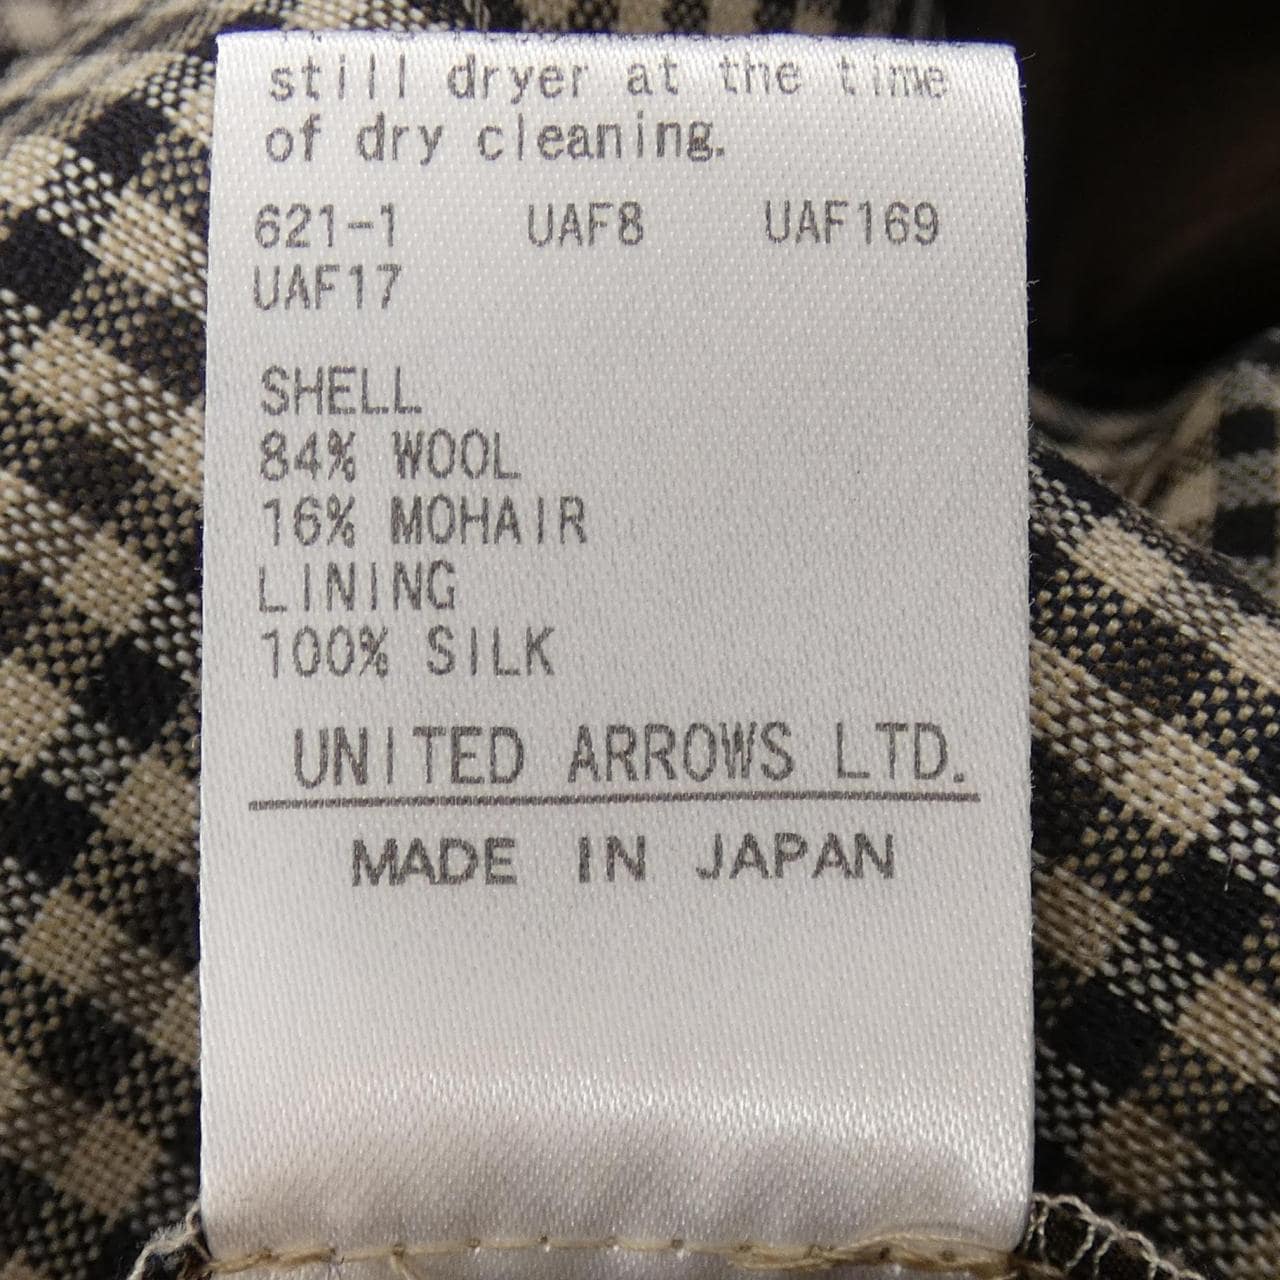 still dryer at the time
of dry cleaning.
621-1 UAF8 UAF169
UAF17
SHELL
84% WOOL
16% MOHAIR
LINING
100% SILK
UNITED ARROWS LTD.
MADE IN JAPAN